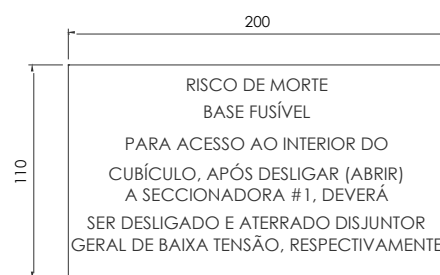 200
110
RISCO DE MORTE
BASE FUSÍVEL
PARA ACESSO AO INTERIOR DO
CUBÍCULO, APÓS DESLIGAR (ABRIR)
A SECCIONADORA #1, DEVERÁ
SER DESLIGADO E ATERRADO DISJUNTOR
GERAL DE BAIXA TENSÃO, RESPECTIVAMENTE